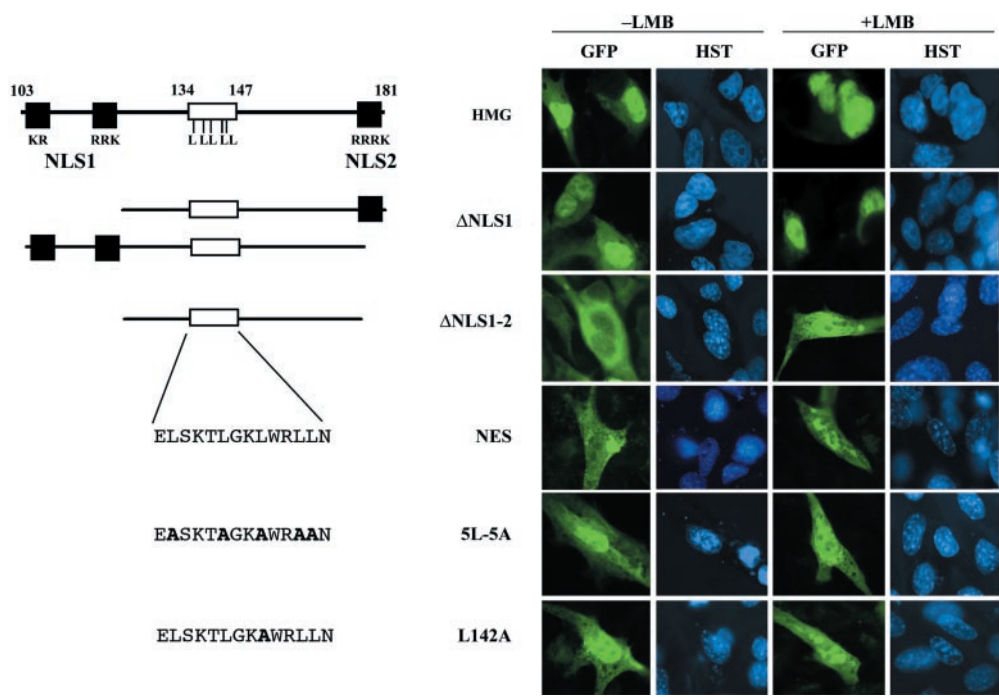 –LMB +LMB
GFP HST GFP HST
103 134 147 181
KR RRK L LL LL RRRK
NLS1 NLS2
HMG
ΔNLS1
ΔNLS1-2
ELSKTLGKLWRLLN NES
EASKTAGKAWRAAN 5L-5A
ELSKTLGKAWRLLN L142A